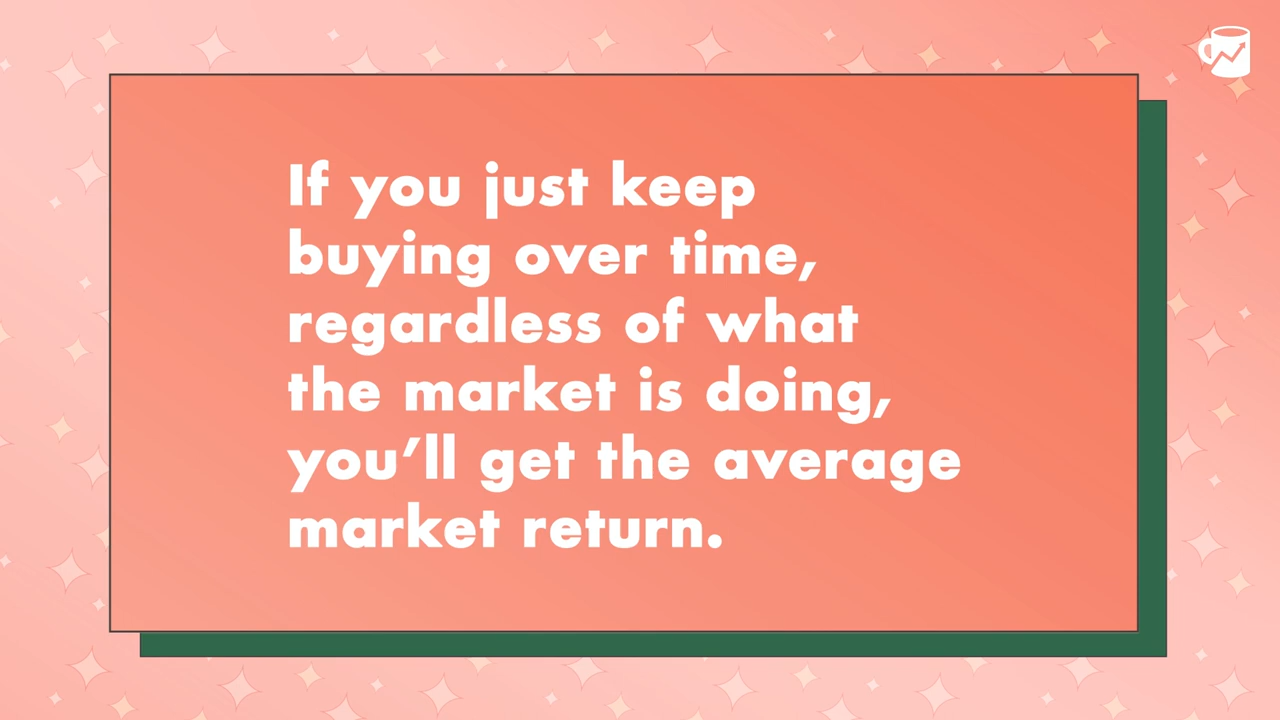 If you just keep
buying over time,
regardless of what
the market is doing,
you’ll get the average
market return.